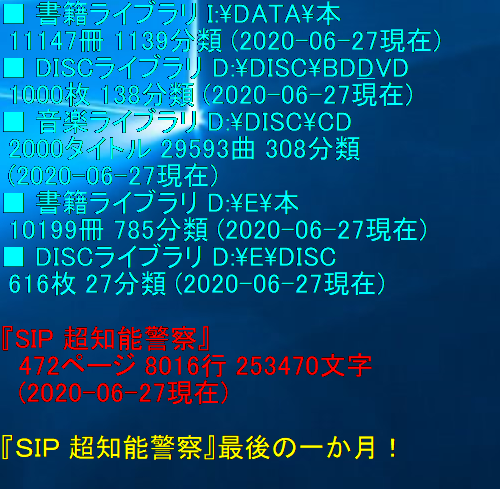 ■ 書籍ライブラリ I:¥DATA¥本
11147冊 1139分類 (2020-06-27現在)
■ DISCライブラリ D:¥DISC¥BDDVD
1000枚 138分類 (2020-06-27現在)
■ 音楽ライブラリ D:¥DISC¥CD
2000タイトル 29593曲 308分類
(2020-06-27現在)
■ 書籍ライブラリ D:¥E¥本
10199冊 785分類 (2020-06-27現在)
■ DISCライブラリ D:¥E¥DISC
616枚 27分類 (2020-06-27現在)
『SIP 超知能警察』
472ページ 8016行 253470文字
(2020-06-27現在)
『SIP 超知能警察』最後の一か月！